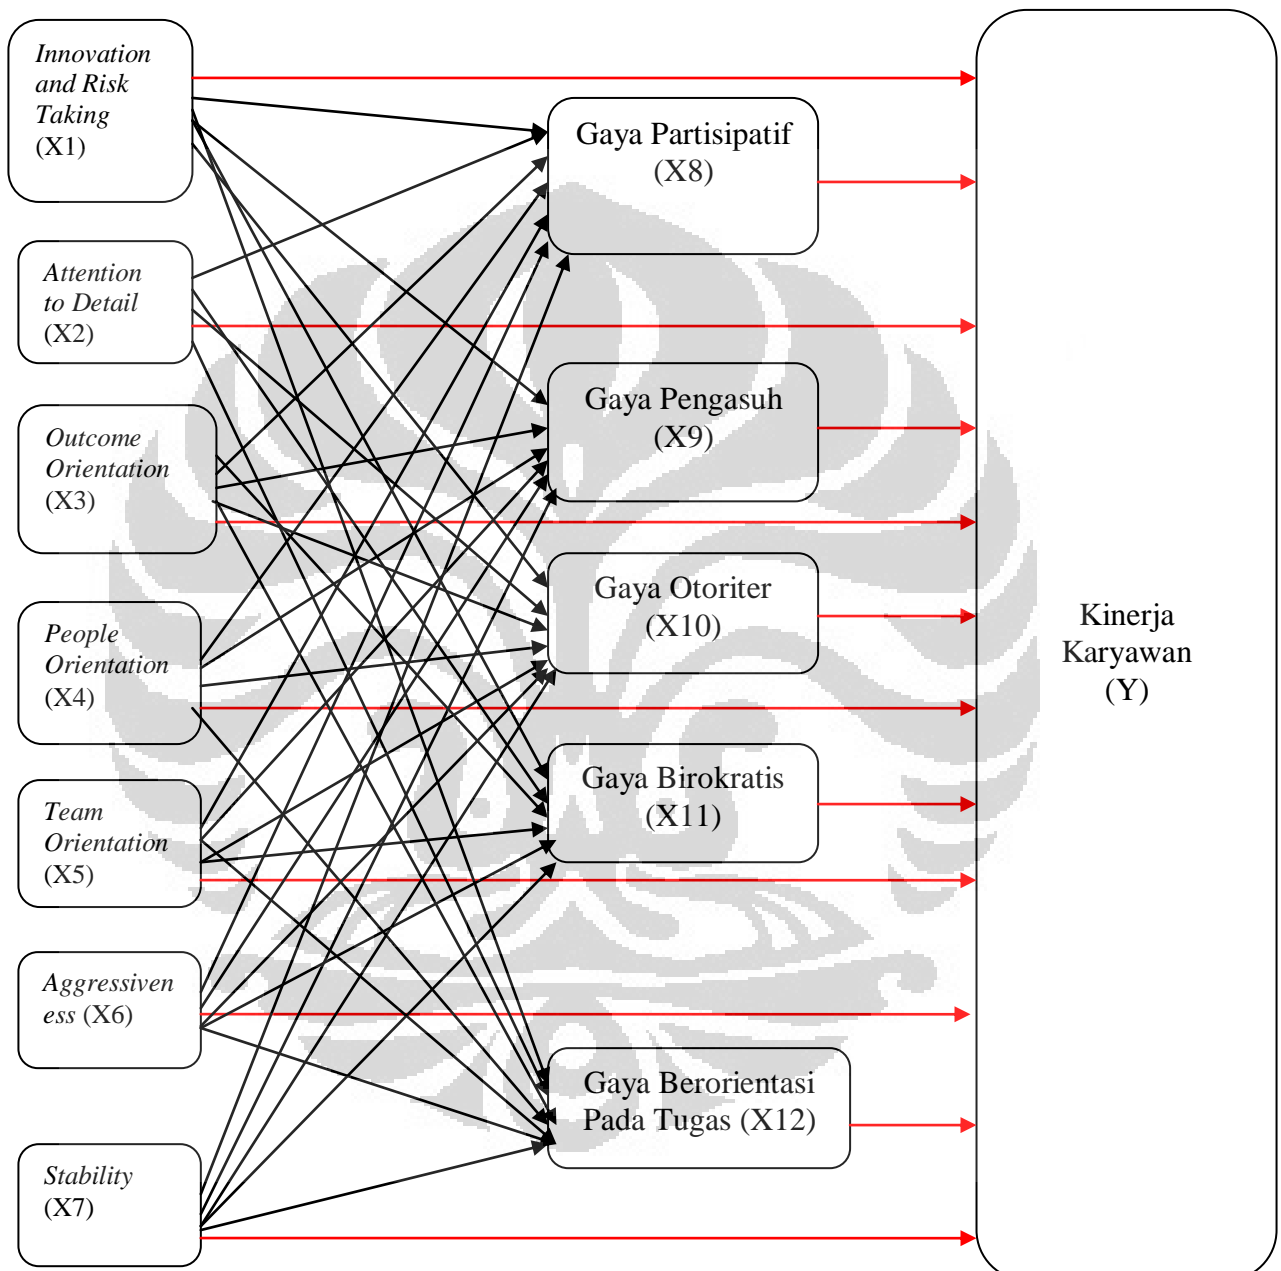 Innovation
and Risk
Taking
(X1)
Attention
to Detail
(X2)
Outcome
Orientation
(X3)
People
Orientation
(X4)
Team
Orientation
(X5)
Aggressiven
ess (X6)
Stability
(X7)
Gaya Partisipatif
(X8)
Gaya Pengasuh
(X9)
Gaya Otoriter
(X10)
Gaya Birokratis
(X11)
Gaya Berorientasi
Pada Tugas (X12)
Kinerja
Karyawan
(Y)